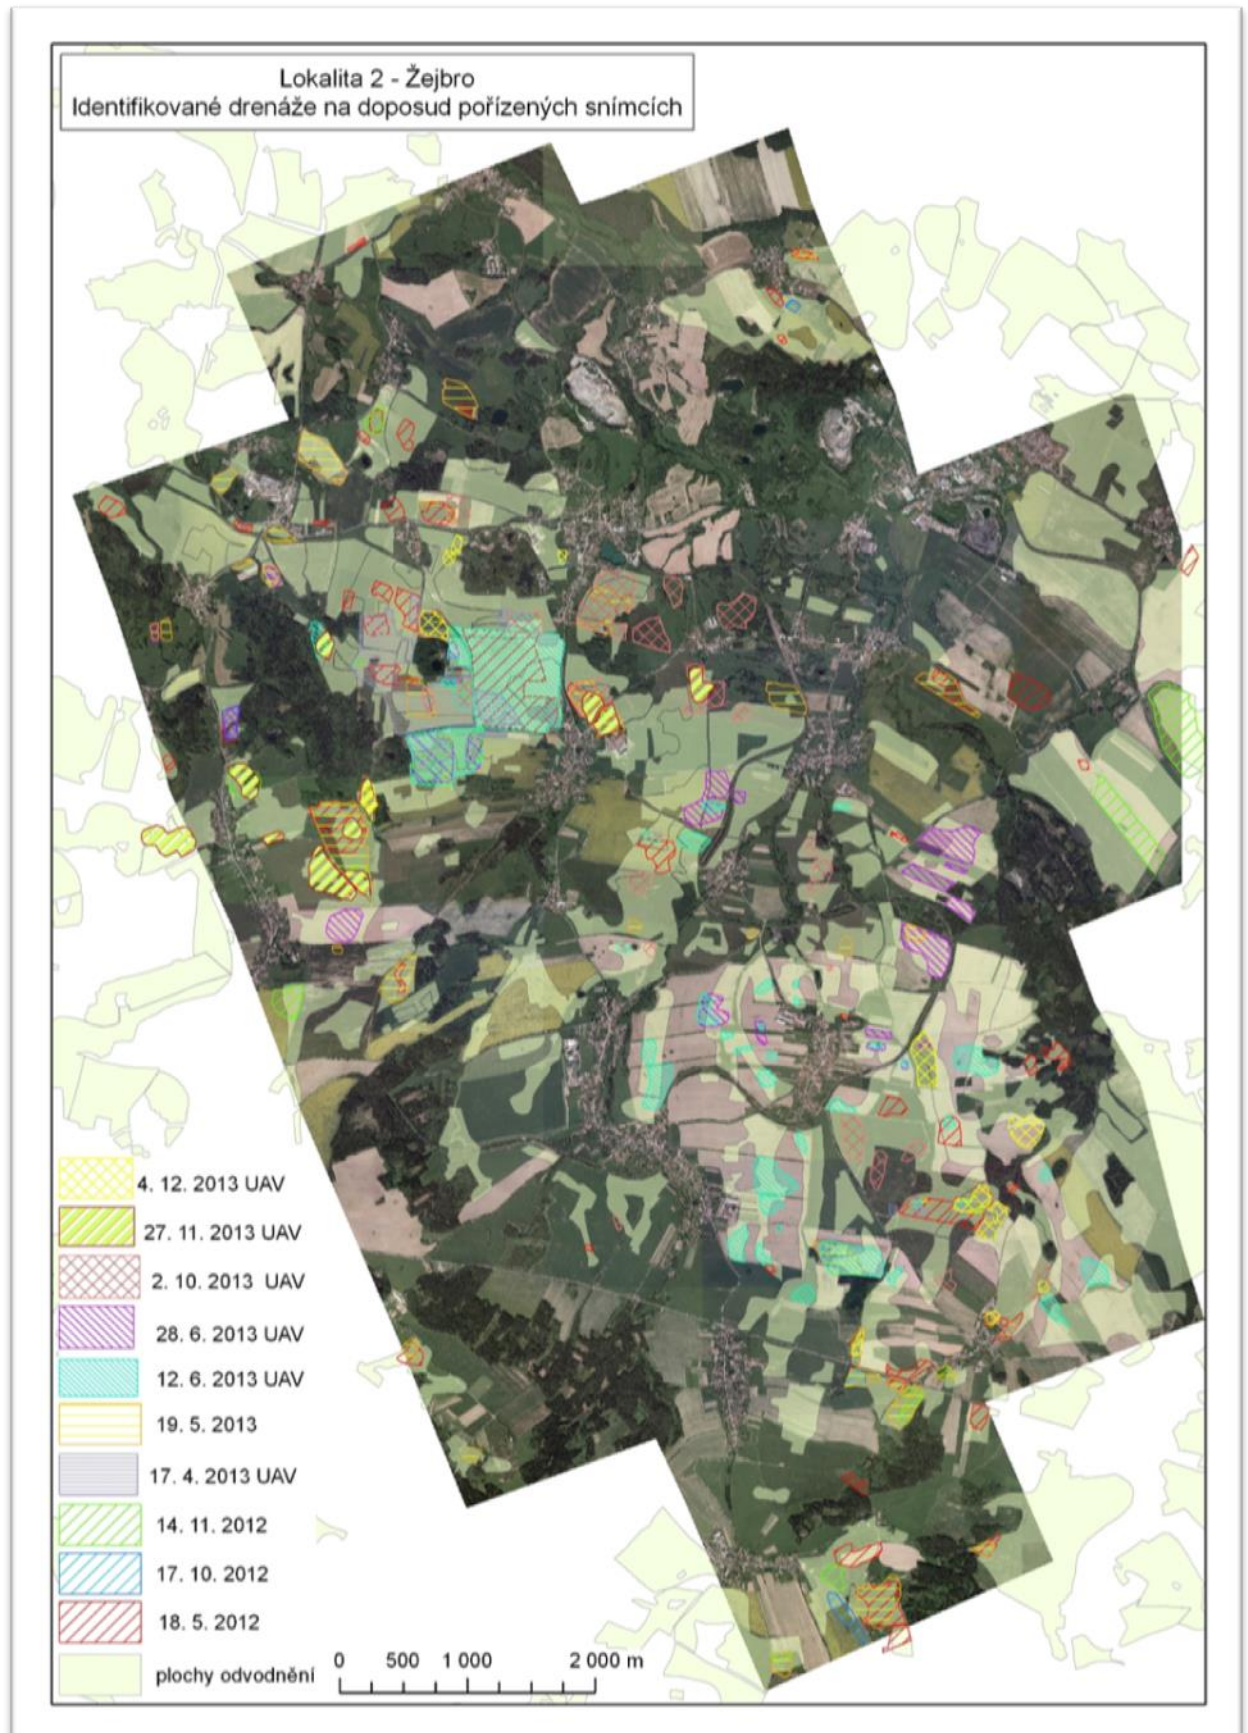 Lokalita 2 - Žejbro
Identifikované drenáže na doposud pořízených snímcích
4. 12. 2013 UAV
27. 11. 2013 UAV
2. 10. 2013 UAV
28. 6. 2013 UAV
12. 6. 2013 UAV
19. 5. 2013
17. 4. 2013 UAV
14. 11. 2012
17. 10. 2012
18. 5. 2012
plochy odvodnění
0 500 1 000 2 000 m